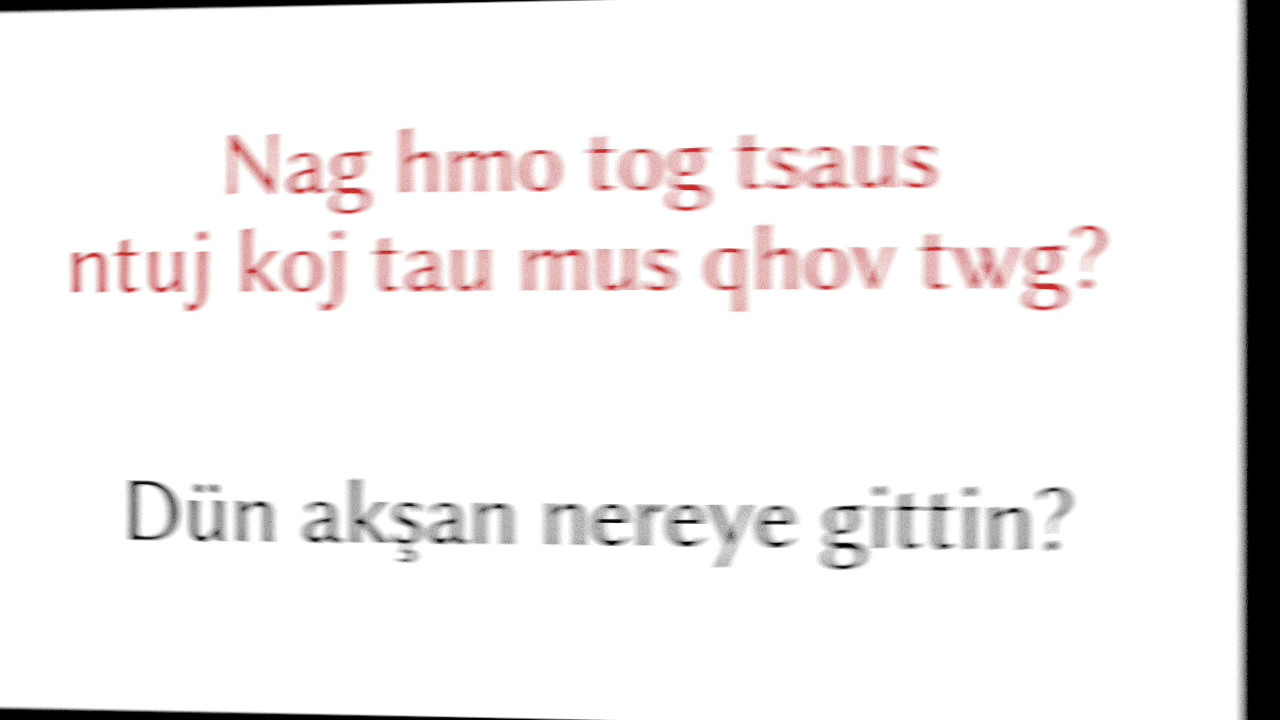 Nag hmo tog tsaus
ntuj koj tau mus qhov twg?
Dün akşan nereye gittin?